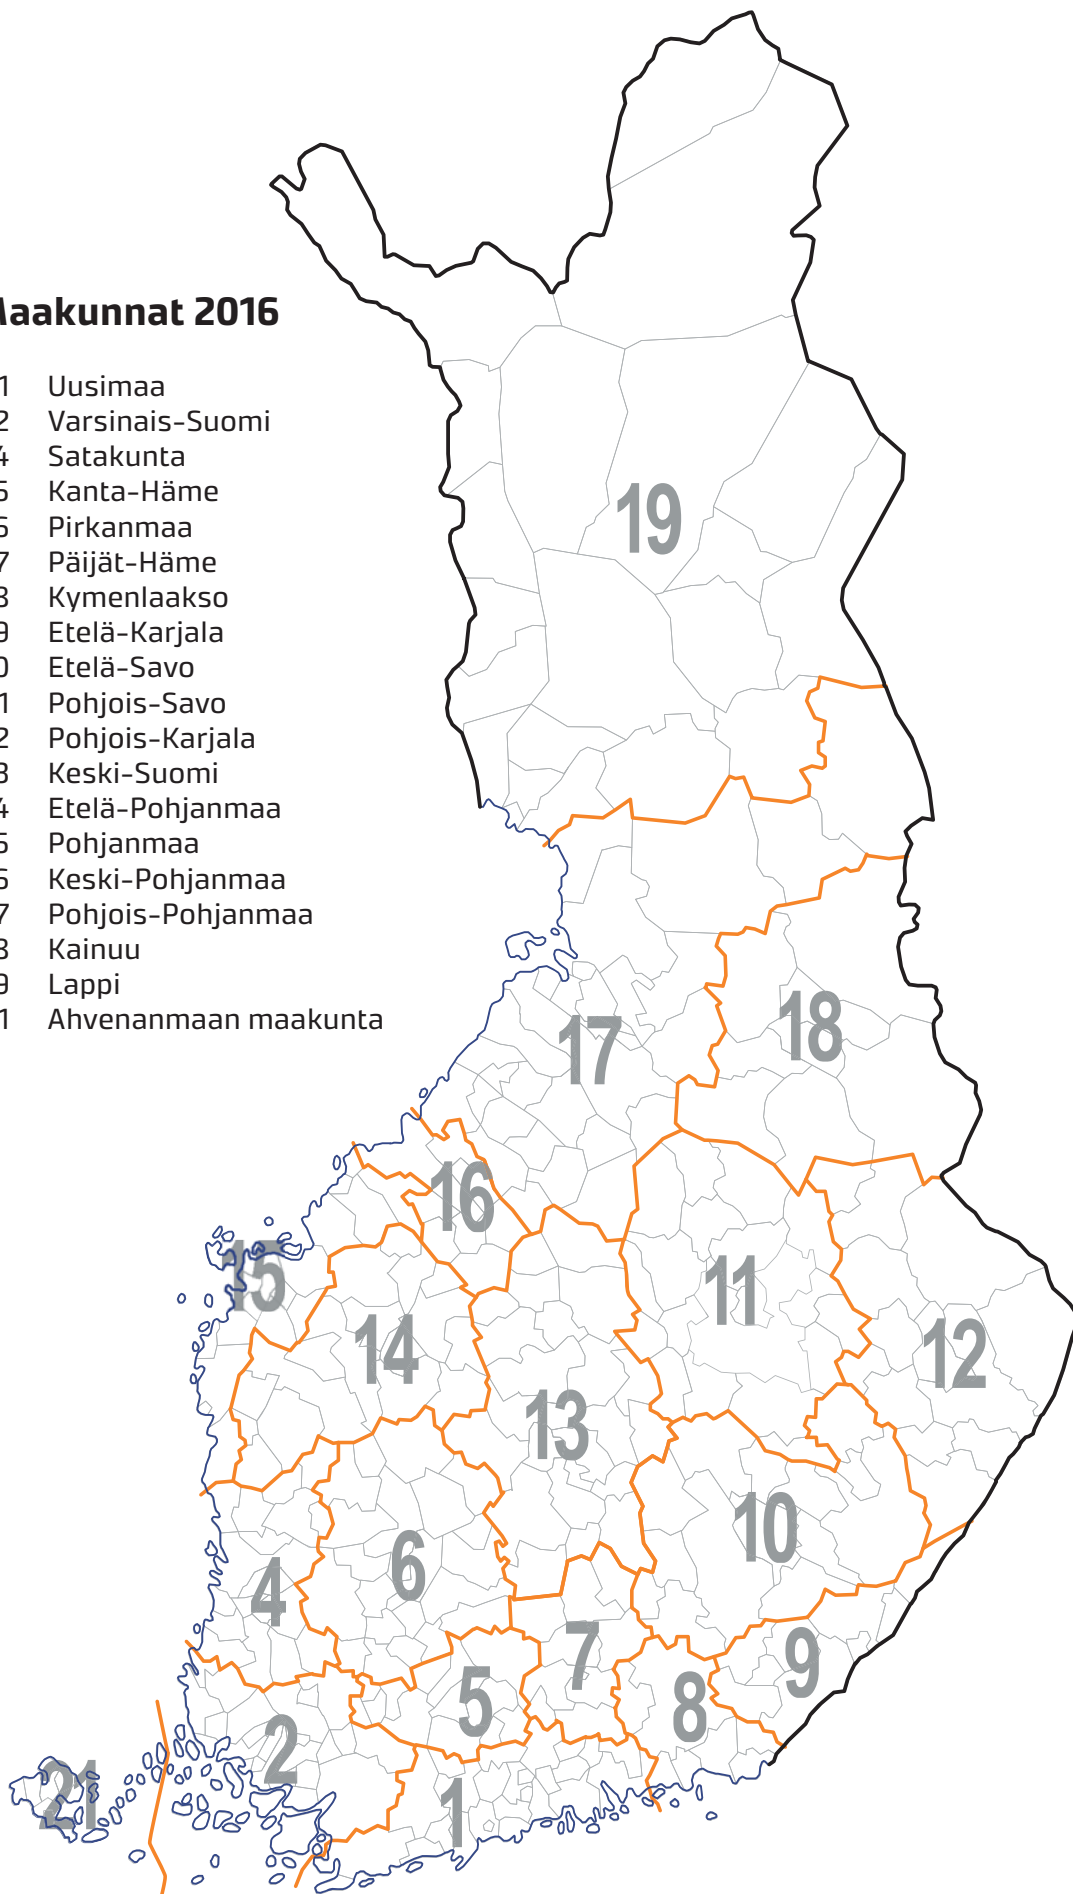 Maakunnat 2016
1 Uusimaa
2 Varsinais-Suomi
4 Satakunta
5 Kanta-Häme
6 Pirkanmaa
7 Päijät-Häme
8 Kymenlaakso
9 Etelä-Karjala
0 Etelä-Savo
1 Pohjois-Savo
2 Pohjois-Karjala
3 Keski-Suomi
4 Etelä-Pohjanmaa
5 Pohjanmaa
6 Keski-Pohjanmaa
7 Pohjois-Pohjanmaa
8 Kainuu
9 Lappi
1 Ahvenanmaan maakunta
19
18
17
16
15
11
14
12
13
10
6
4
7
9
5
8
2
21
1